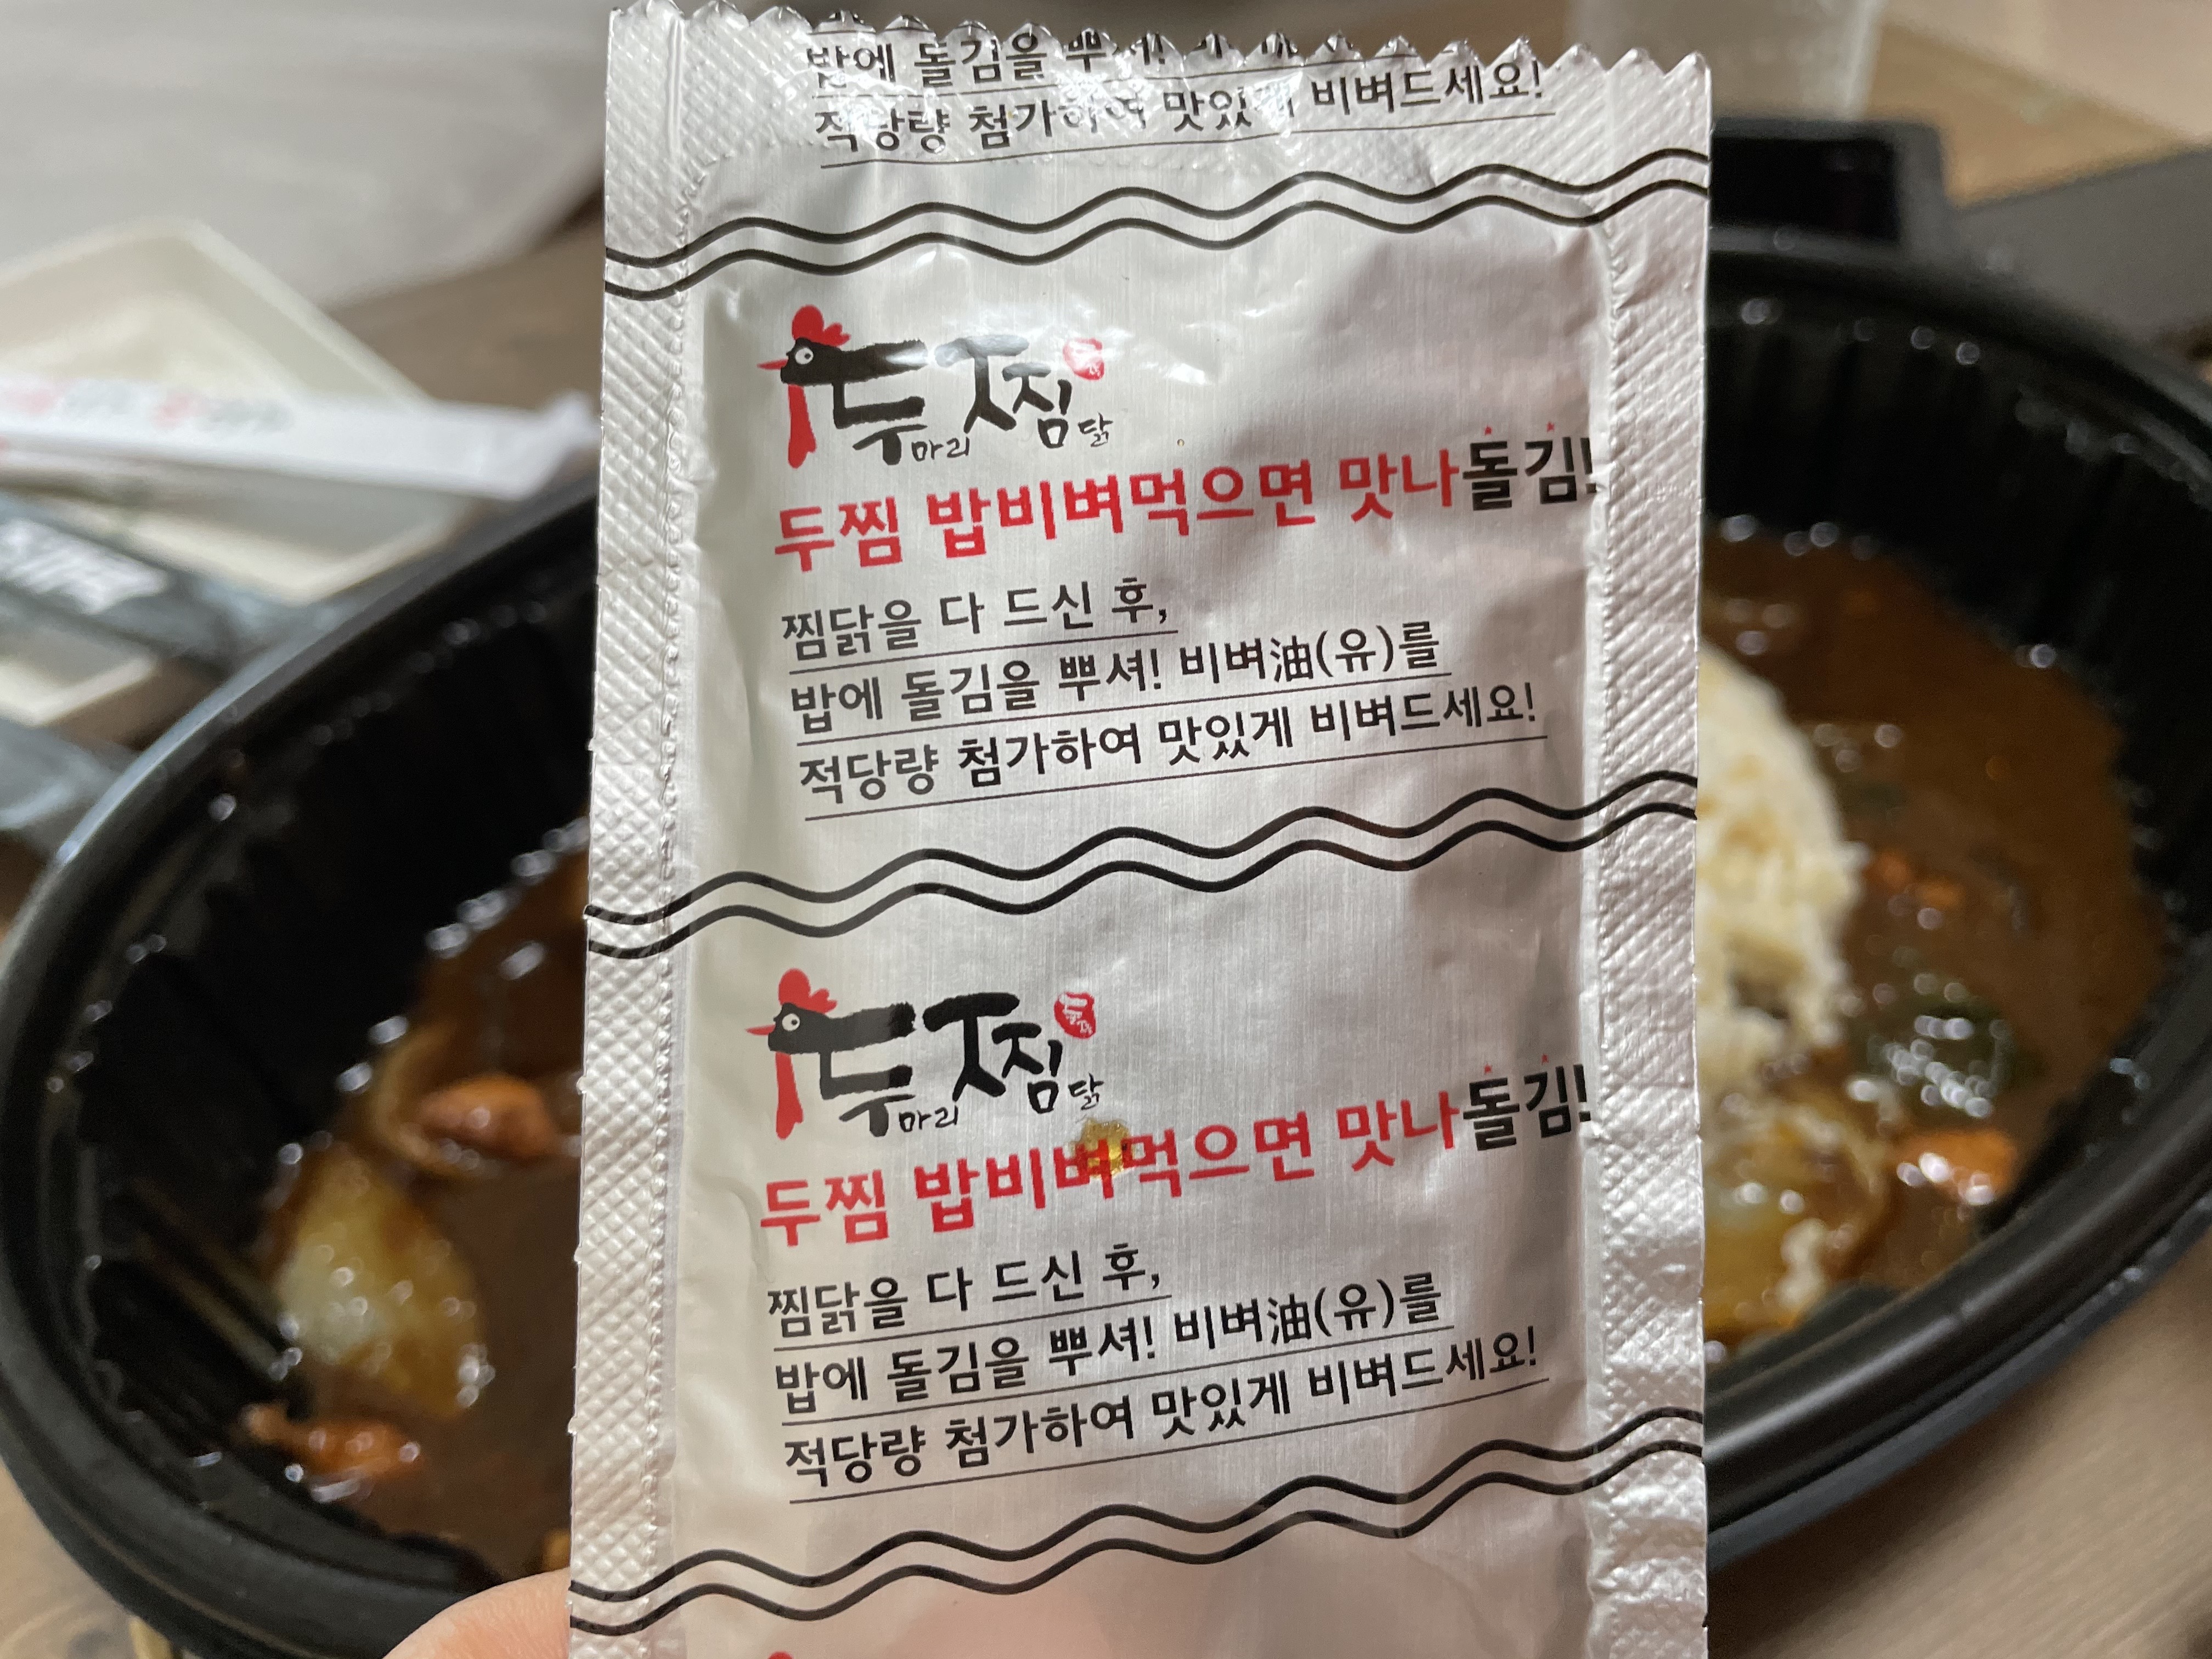 밥에 돌김을 뿌셔!
적당량 첨가하여 맛있게 비벼드세요!
두마리찜닭
두찜 밥비벼먹으면 맛나돌김!
찜닭을 다 드신 후,
밥에 돌김을 뿌셔! 비벼油(유)를
적당량 첨가하여 맛있게 비벼드세요!
두마리찜닭
두찜 밥비벼먹으면 맛나돌김!
찜닭을 다 드신 후,
밥에 돌김을 뿌셔! 비벼油(유)를
적당량 첨가하여 맛있게 비벼드세요!